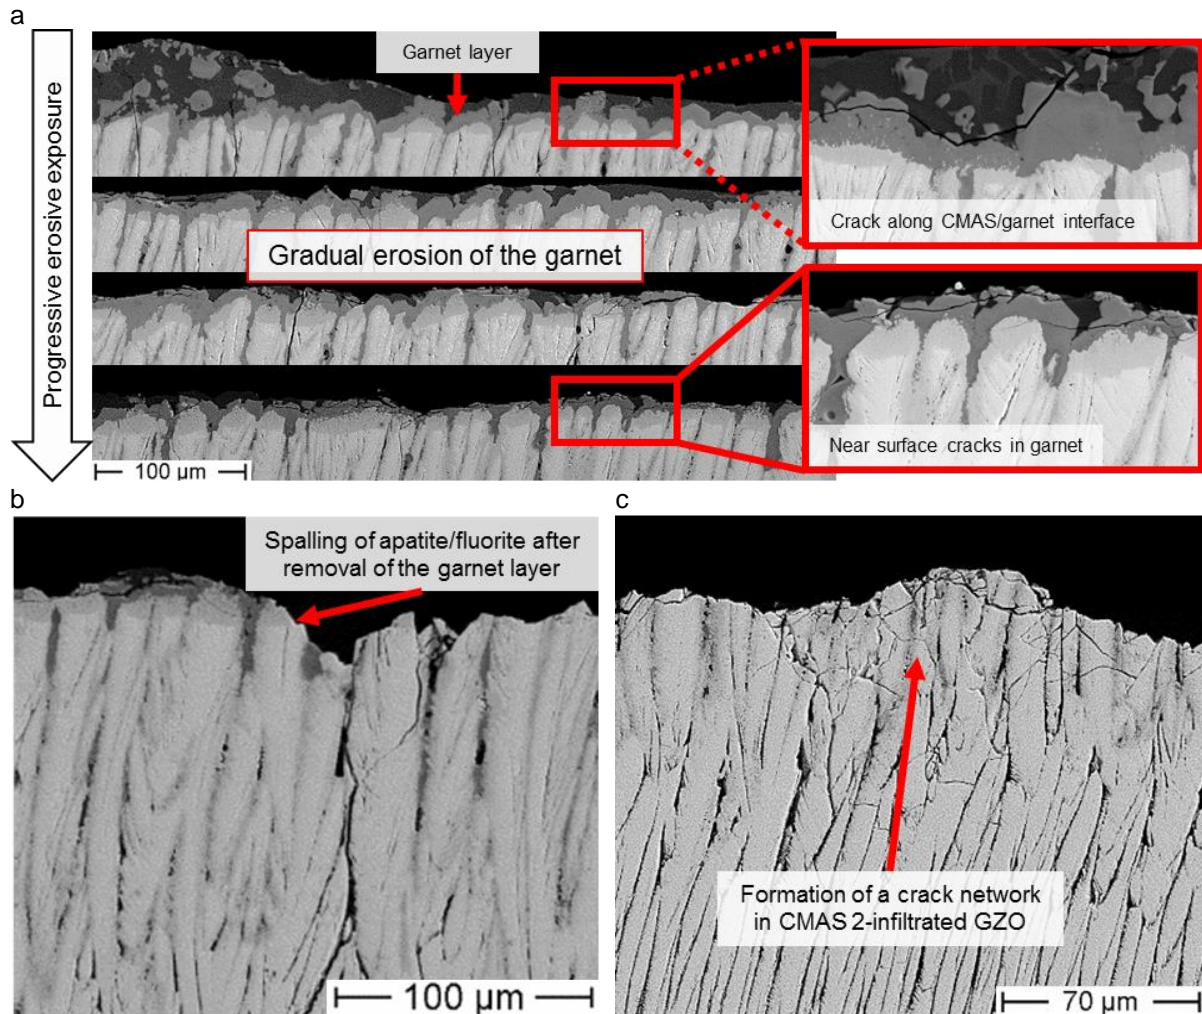 a
Progressive erosive exposure
Garnet layer
Crack along CMAS/garnet interface
Gradual erosion of the garnet
Near surface cracks in garnet
100 µm
b
Spalling of apatite/fluorite after
removal of the garnet layer
100 µm
c
Formation of a crack network
in CMAS 2-infiltrated GZO
70 µm